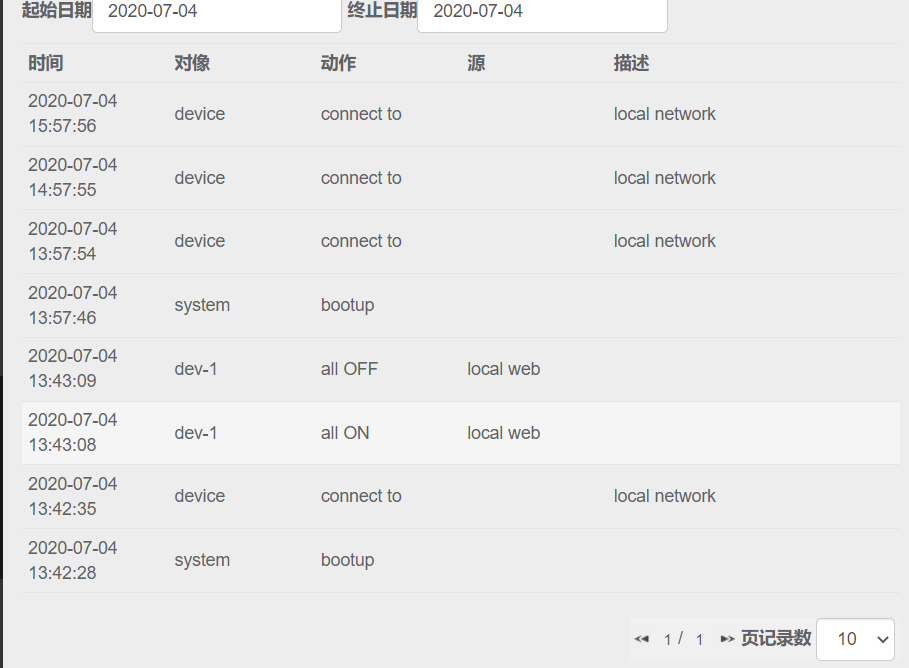 起始日期 2020-07-04 终止日期 2020-07-04
时间 对像 动作 源 描述
2020-07-04
15:57:56 device connect to local network
2020-07-04
14:57:55 device connect to local network
2020-07-04
13:57:54 device connect to local network
2020-07-04
13:57:46 system bootup
2020-07-04
13:43:09 dev-1 all OFF local web
2020-07-04
13:43:08 dev-1 all ON local web
2020-07-04
13:42:35 device connect to local network
2020-07-04
13:42:28 system bootup
1 / 1 页记录数 10